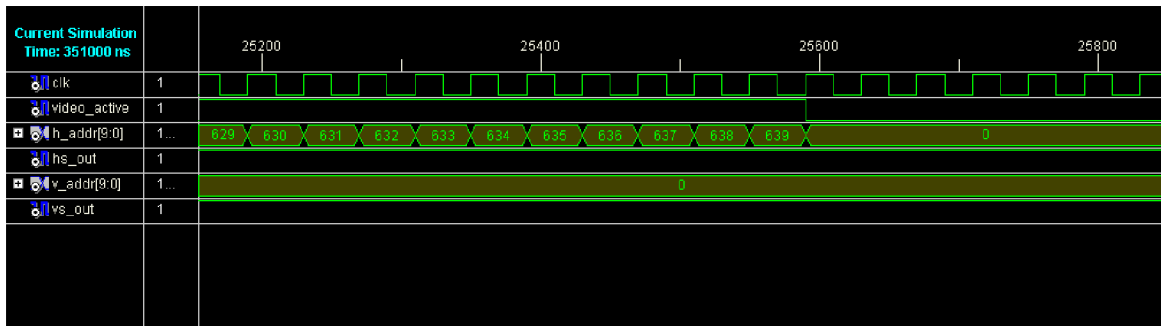 Current Simulation
Time: 351000 ns
25200 25400 25600 25800
clk 1
video_active 1
h_addr[9:0] 1... 629 630 631 632 633 634 635 636 637 638 639 0
hs_out 1
v_addr[9:0] 1... 0
vs_out 1